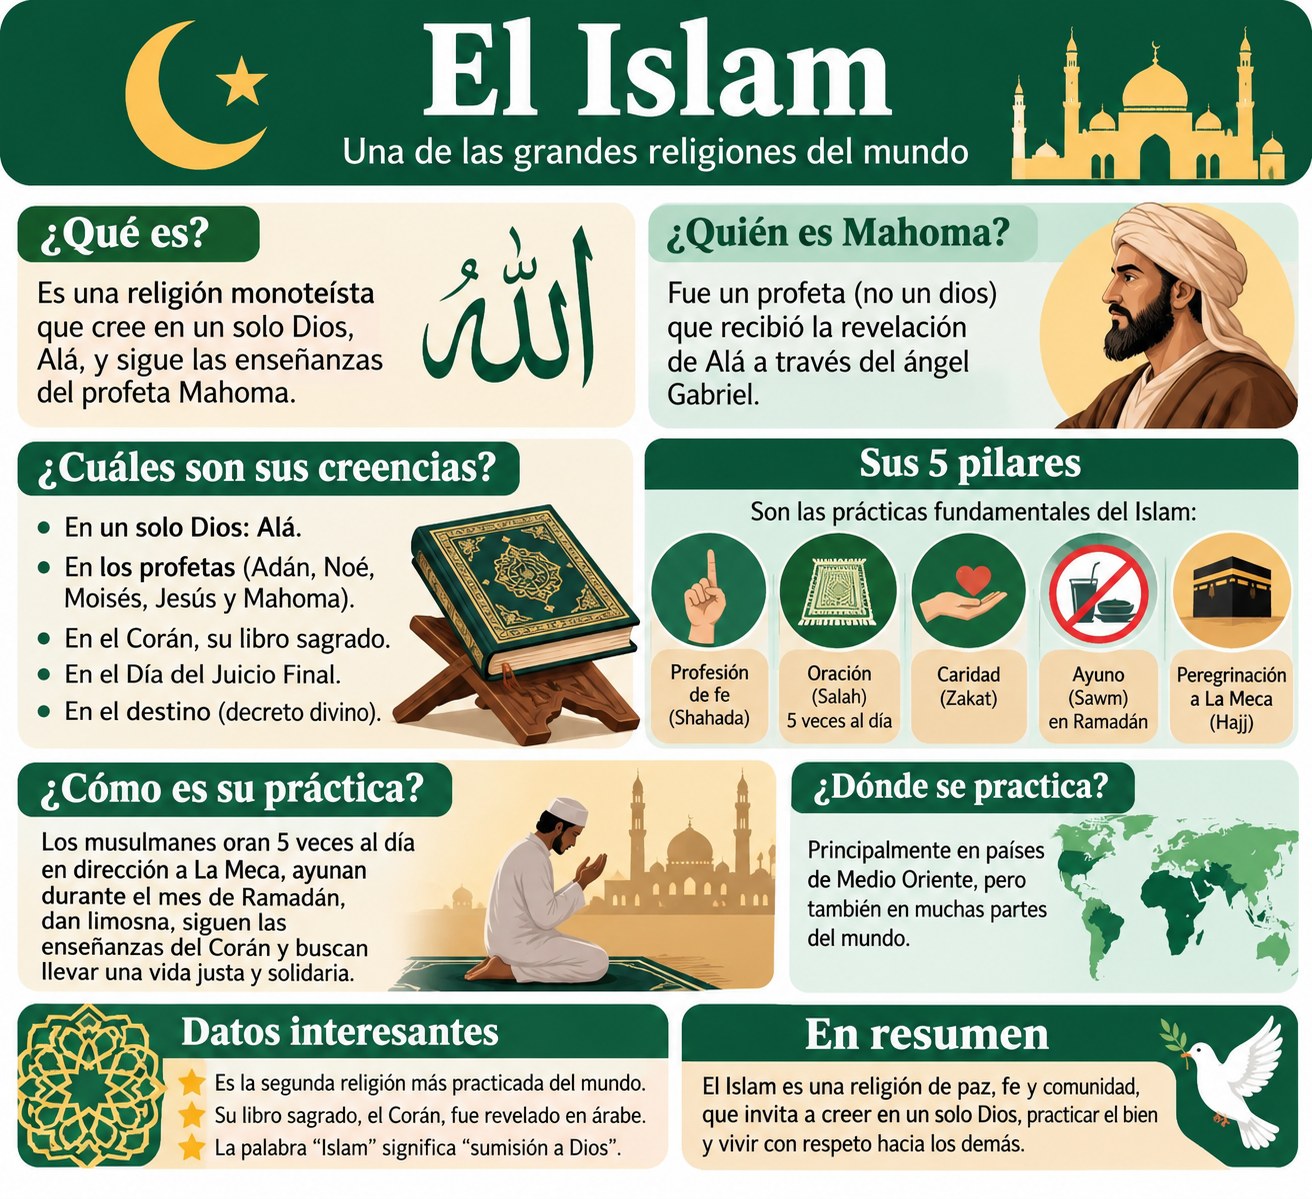 El Islam
Una de las grandes religiones del mundo
¿Qué es?
Es una religión monoteísta
que cree en un solo Dios,
Alá, y sigue las enseñanzas
del profeta Mahoma.
الله
¿Quién es Mahoma?
Fue un profeta (no un dios)
que recibió la revelación
de Alá a través del ángel
Gabriel.
¿Cuáles son sus creencias?
• En un solo Dios: Alá.
• En los profetas (Adán, Noé,
Moisés, Jesús y Mahoma).
• En el Corán, su libro sagrado.
• En el Día del Juicio Final.
• En el destino (decreto divino).
Sus 5 pilares
Son las prácticas fundamentales del Islam:
Profesión
de fe
(Shahada)
Oración
(Salah)
5 veces al día
Caridad
(Zakat)
Ayuno
(Sawm)
en Ramadán
Peregrinación
a La Meca
(Hajj)
¿Cómo es su práctica?
Los musulmanes oran 5 veces al día
en dirección a La Meca, ayunan
durante el mes de Ramadán,
dan limosna, siguen las
enseñanzas del Corán y buscan
llevar una vida justa y solidaria.
¿Dónde se practica?
Principalmente en países
de Medio Oriente, pero
también en muchas partes
del mundo.
Datos interesantes
Es la segunda religión más practicada del mundo.
Su libro sagrado, el Corán, fue revelado en árabe.
La palabra “Islam” significa “sumisión a Dios”.
En resumen
El Islam es una religión de paz, fe y comunidad,
que invita a creer en un solo Dios, practicar el bien
y vivir con respeto hacia los demás.